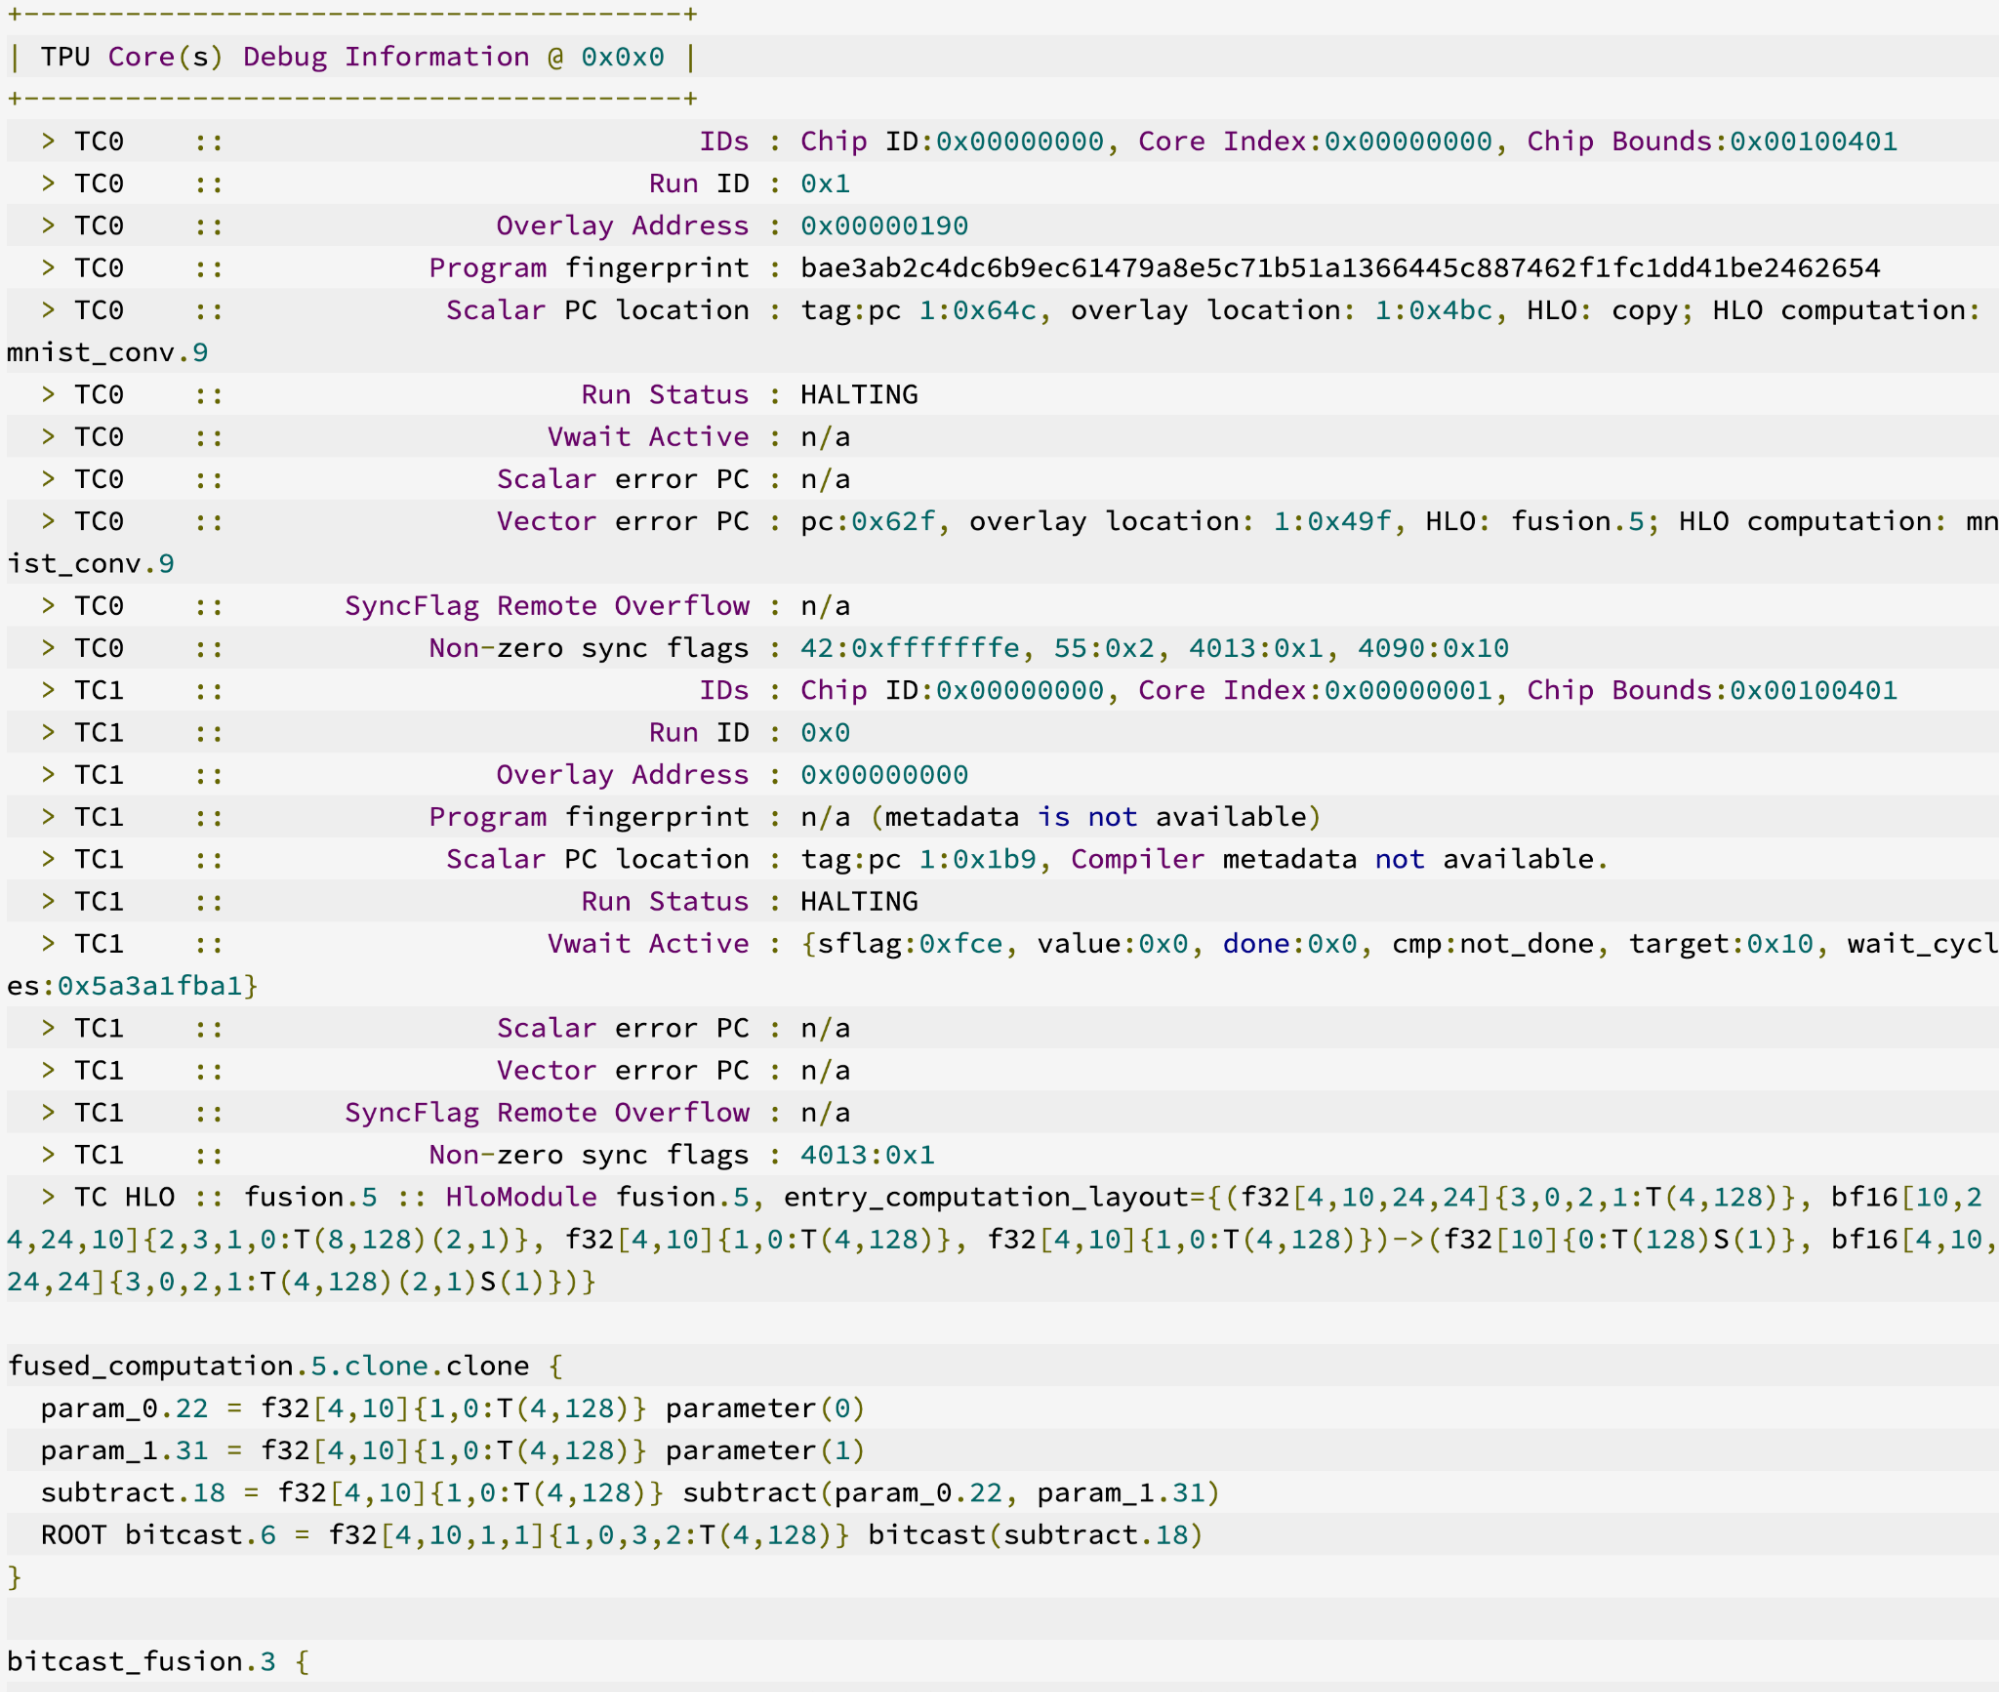 +---------------------------------------+
| TPU Core(s) Debug Information @ 0x0x0 |
+---------------------------------------+
  > TC0    ::                            IDs : Chip ID:0x00000000, Core Index:0x00000000, Chip Bounds:0x00100401
  > TC0    ::                         Run ID : 0x1
  > TC0    ::                Overlay Address : 0x00000190
  > TC0    ::            Program fingerprint : bae3ab2c4dc6b9ec61479a8e5c71b51a1366445c887462f1fc1dd41be2462654
  > TC0    ::             Scalar PC location : tag:pc 1:0x64c, overlay location: 1:0x4bc, HLO: copy; HLO computation:
mnist_conv.9
  > TC0    ::                     Run Status : HALTING
  > TC0    ::                   Vwait Active : n/a
  > TC0    ::                Scalar error PC : n/a
  > TC0    ::                Vector error PC : pc:0x62f, overlay location: 1:0x49f, HLO: fusion.5; HLO computation: mn
ist_conv.9
  > TC0    ::       SyncFlag Remote Overflow : n/a
  > TC0    ::            Non-zero sync flags : 42:0xfffffffe, 55:0x2, 4013:0x1, 4090:0x10
  > TC1    ::                            IDs : Chip ID:0x00000000, Core Index:0x00000001, Chip Bounds:0x00100401
  > TC1    ::                         Run ID : 0x0
  > TC1    ::                Overlay Address : 0x00000000
  > TC1    ::            Program fingerprint : n/a (metadata is not available)
  > TC1    ::             Scalar PC location : tag:pc 1:0x1b9, Compiler metadata not available.
  > TC1    ::                     Run Status : HALTING
  > TC1    ::                   Vwait Active : {sflag:0xfce, value:0x0, done:0x0, cmp:not_done, target:0x10, wait_cycl
es:0x5a3a1fba1}
  > TC1    ::                Scalar error PC : n/a
  > TC1    ::                Vector error PC : n/a
  > TC1    ::       SyncFlag Remote Overflow : n/a
  > TC1    ::            Non-zero sync flags : 4013:0x1
  > TC HLO :: fusion.5 :: HloModule fusion.5, entry_computation_layout={(f32[4,10,24,24]{3,0,2,1:T(4,128)}, bf16[10,2
4,24,10]{2,3,1,0:T(8,128)(2,1)}, f32[4,10]{1,0:T(4,128)}, f32[4,10]{1,0:T(4,128)})->(f32[10]{0:T(128)S(1)}, bf16[4,10,
24,24]{3,0,2,1:T(4,128)(2,1)S(1)})}

fused_computation.5.clone.clone {
  param_0.22 = f32[4,10]{1,0:T(4,128)} parameter(0)
  param_1.31 = f32[4,10]{1,0:T(4,128)} parameter(1)
  subtract.18 = f32[4,10]{1,0:T(4,128)} subtract(param_0.22, param_1.31)
  ROOT bitcast.6 = f32[4,10,1,1]{1,0,3,2:T(4,128)} bitcast(subtract.18)
}

bitcast_fusion.3 {